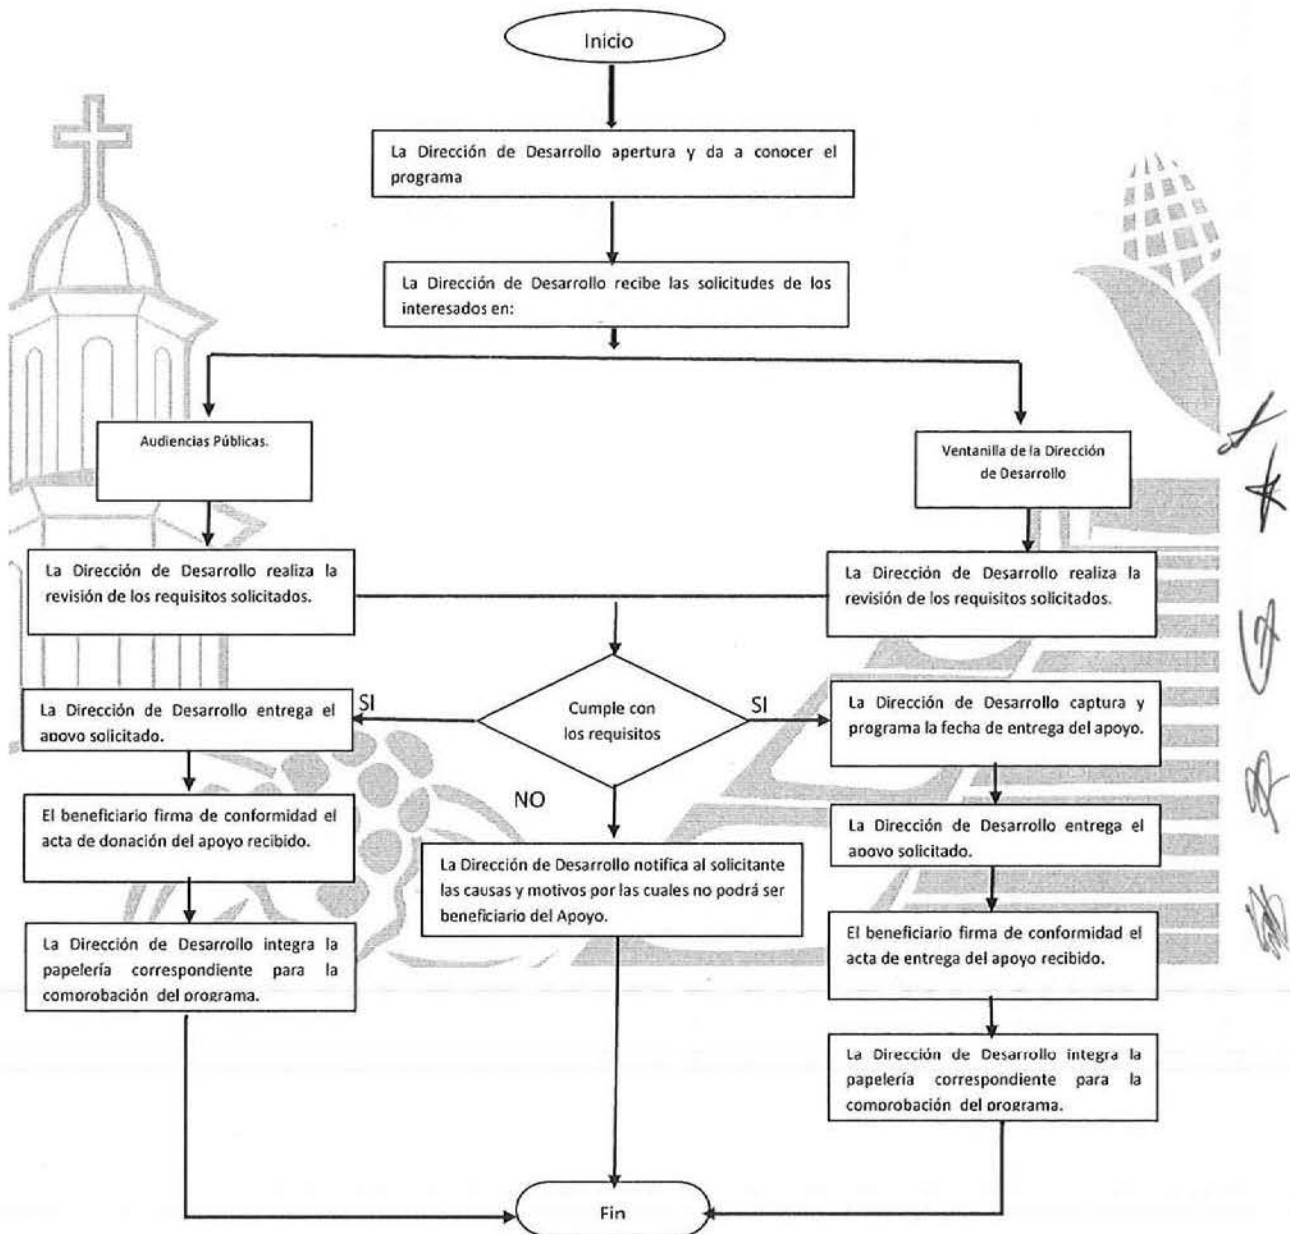 Inicio
La Dirección de Desarrollo apertura y da a conocer el
programa
La Dirección de Desarrollo recibe las solicitudes de los
interesados en:
Audiencias Públicas.
Ventanilla de la Dirección
de Desarrollo
La Dirección de Desarrollo realiza la
revisión de los requisitos solicitados.
La Dirección de Desarrollo realiza la
revisión de los requisitos solicitados.
Cumple con
los requisitos
SI
SI
NO
La Dirección de Desarrollo entrega el
apoyo solicitado.
El beneficiario firma de conformidad el
acta de donación del apoyo recibido.
La Dirección de Desarrollo integra la
papelería correspondiente para la
comprobación del programa.
La Dirección de Desarrollo notifica al solicitante
las causas y motivos por las cuales no podrá ser
beneficiario del Apoyo.
La Dirección de Desarrollo captura y
programa la fecha de entrega del apoyo.
La Dirección de Desarrollo entrega el
apoyo solicitado.
El beneficiario firma de conformidad el
acta de entrega del apoyo recibido.
La Dirección de Desarrollo integra la
papelería correspondiente para la
comprobación del programa.
Fin